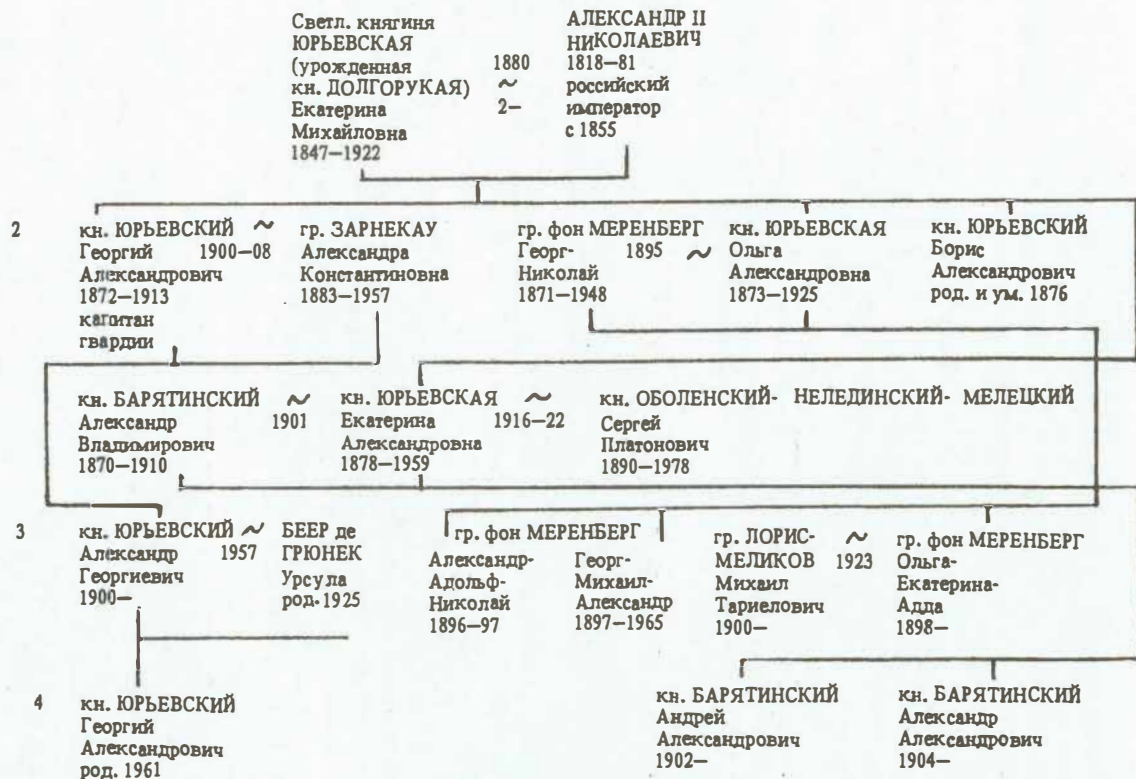 Светл. княгиня
ЮРЬЕВСКАЯ
(урожденная
кн. ДОЛГОРУКАЯ)
Екатерина
Михайловна
1847—1922
1880
~
2—
АЛЕКСАНДР II
НИКОЛАЕВИЧ
1818—81
российский
император
с 1855
2
кн. ЮРЬЕВСКИЙ ~
Георгий 1900—08
Александрович
1872—1913
капитан
гвардии
гр. ЗАРНЕКАУ
Александра
Константиновна
1883—1957
гр. фон МЕРЕНБЕРГ
Георг- 1895 ~
Николай
1871—1948
кн. ЮРЬЕВСКАЯ
Ольга
Александровна
1873—1925
кн. ЮРЬЕВСКИЙ
Борис
Александрович
род. и ум. 1876
кн. БАРЯТИНСКИЙ ~
Александр 1901
Владимирович
1870—1910
кн. ЮРЬЕВСКАЯ ~
Екатерина 1916—22
Александровна
1878—1959
кн. ОБОЛЕНСКИЙ- НЕЛЕДИНСКИЙ- МЕЛЕЦКИЙ
Сергей
Платонович
1890—1978
3
кн. ЮРЬЕВСКИЙ ~
Александр 1957
Георгиевич
1900—
БЕЕР де
ГРЮНЕК
Урсула
род. 1925
гр. фон МЕРЕНБЕРГ
Александр-
Адольф-
Николай
1896—97
Георг-
Михаил-
Александр
1897—1965
гр. ЛОРИС- ~
МЕЛИКОВ 1923
Михаил
Тариелович
1900—
гр. фон МЕРЕНБЕРГ
Ольга-
Екатерина-
Адда
1898—
4
кн. ЮРЬЕВСКИЙ
Георгий
Александрович
род. 1961
кн. БАРЯТИНСКИЙ
Андрей
Александрович
1902—
кн. БАРЯТИНСКИЙ
Александр
Александрович
1904—